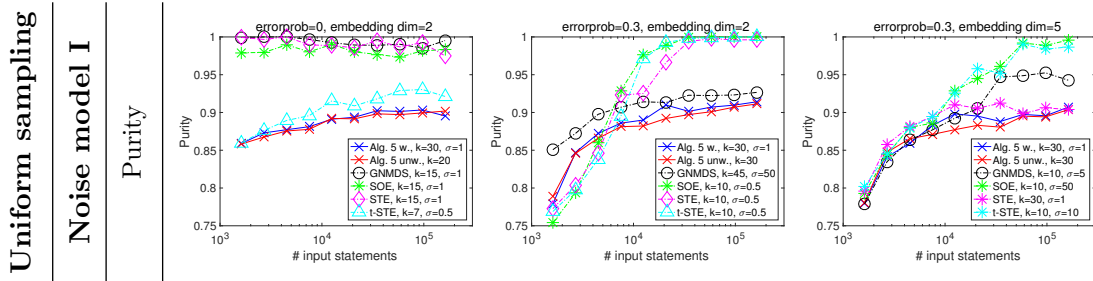 Uniform sampling
Noise model I
Purity
errorprob=0, embedding dim=2
Purity
1
0.95
0.9
0.85
0.8
0.75
10^3
10^4
10^5
# input statements
Alg. 5 w., k=30, σ=1
Alg. 5 unw., k=20
GNMDS, k=15, σ=1
SOE, k=15, σ=1
STE, k=15, σ=1
t-STE, k=7, σ=0.5
errorprob=0.3, embedding dim=2
Purity
1
0.95
0.9
0.85
0.8
0.75
10^3
10^4
10^5
# input statements
Alg. 5 w., k=30, σ=1
Alg. 5 unw., k=30
GNMDS, k=45, σ=50
SOE, k=10, σ=0.5
STE, k=10, σ=0.5
t-STE, k=10, σ=0.5
errorprob=0.3, embedding dim=5
Purity
1
0.95
0.9
0.85
0.8
0.75
10^3
10^4
10^5
# input statements
Alg. 5 w., k=30, σ=1
Alg. 5 unw., k=30
GNMDS, k=10, σ=5
SOE, k=10, σ=50
STE, k=30, σ=1
t-STE, k=10, σ=10